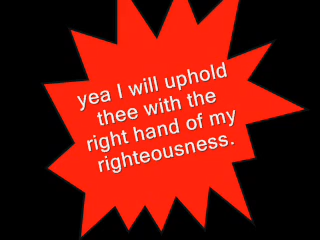 yea I will uphold
thee with the
right hand of my
righteousness.